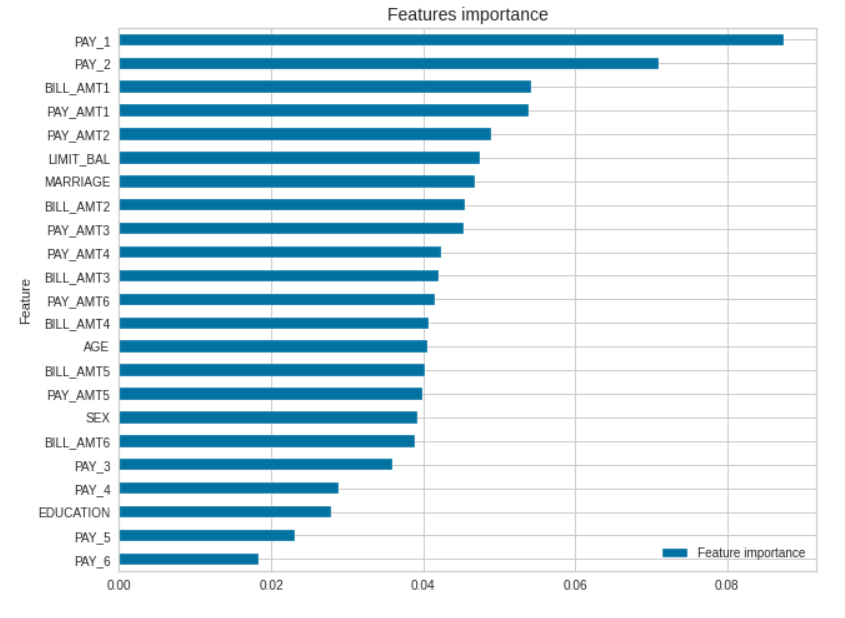 Features importance
PAY_1
PAY_2
BILL_AMT1
PAY_AMT1
PAY_AMT2
LIMIT_BAL
MARRIAGE
BILL_AMT2
PAY_AMT3
PAY_AMT4
BILL_AMT3
PAY_AMT6
BILL_AMT4
AGE
BILL_AMT5
PAY_AMT5
SEX
BILL_AMT6
PAY_3
PAY_4
EDUCATION
PAY_5
PAY_6
Feature
Feature importance
0.00 0.02 0.04 0.06 0.08